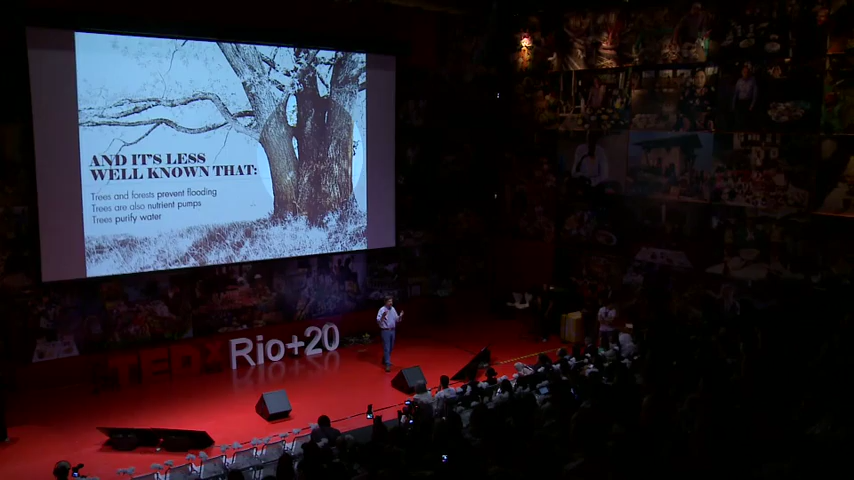 AND IT'S LESS
WELL KNOWN THAT:
Trees and forests prevent flooding
Trees are also nutrient pumps
Trees purify water
TEDxRio+20